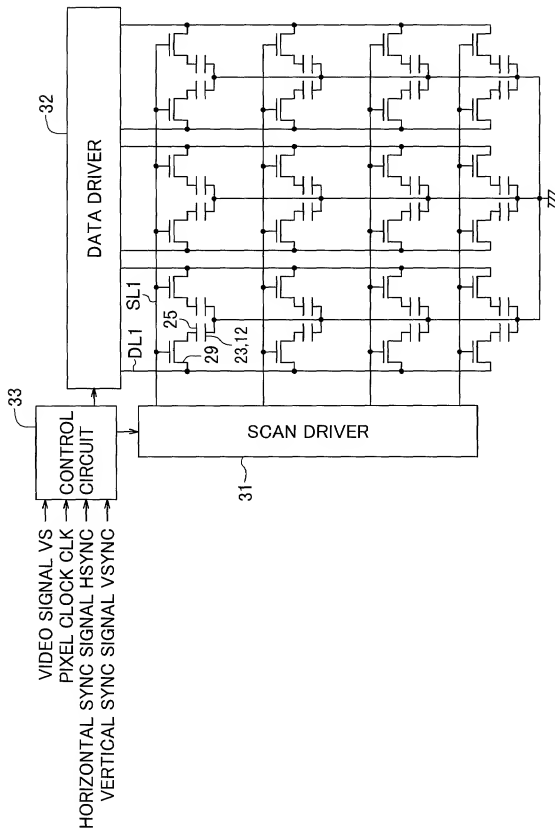 VIDEO SIGNAL VS
PIXEL CLOCK CLK
HORIZONTAL SYNC SIGNAL HSYNC
VERTICAL SYNC SIGNAL VSYNC
33
CONTROL
CIRCUIT
32
DATA DRIVER
31
SCAN DRIVER
DL1
SL1
25
29
23,12